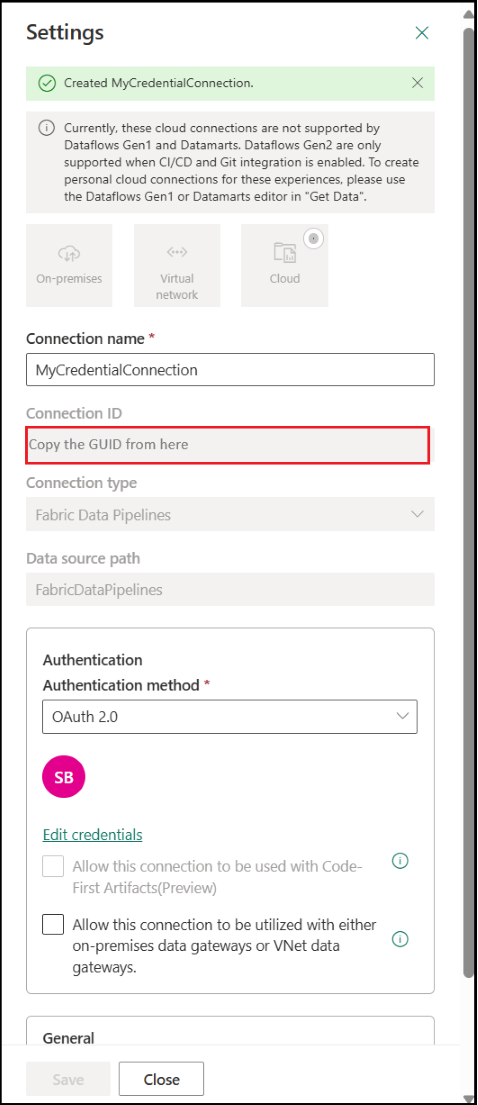 Settings
Created MyCredentialConnection.
Currently, these cloud connections are not supported by
Dataflows Gen1 and Datamarts. Dataflows Gen2 are only
supported when CI/CD and Git integration is enabled. To create
personal cloud connections for these experiences, please use
the Dataflows Gen1 or Datamarts editor in "Get Data".
On-premises
Virtual
network
Cloud
Connection name *
MyCredentialConnection
Connection ID
Copy the GUID from here
Connection type
Fabric Data Pipelines
Data source path
FabricDataPipelines
Authentication
Authentication method *
OAuth 2.0
SB
Edit credentials
Allow this connection to be used with Code-
First Artifacts(Preview)
Allow this connection to be utilized with either
on-premises data gateways or VNet data
gateways.
General
Save
Close